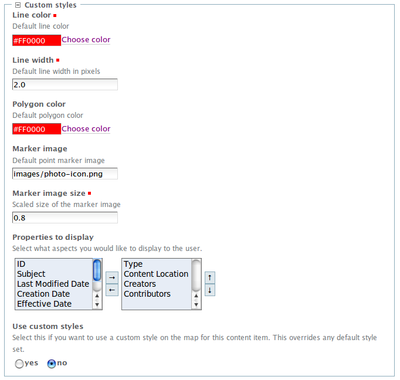 Custom styles
Line color
Default line color
#FF0000 Choose color
Line width
Default line width in pixels
2.0
Polygon color
Default polygon color
#FF0000 Choose color
Marker image
Default point marker image
images/photo-icon.png
Marker image size
Scaled size of the marker image
0.8
Properties to display
Select what aspects you would like to display to the user.
ID
Subject
Last Modified Date
Creation Date
Effective Date
Type
Content Location
Creators
Contributors
Use custom styles
Select this if you want to use a custom style on the map for this content item. This overrides any default style
set.
yes no